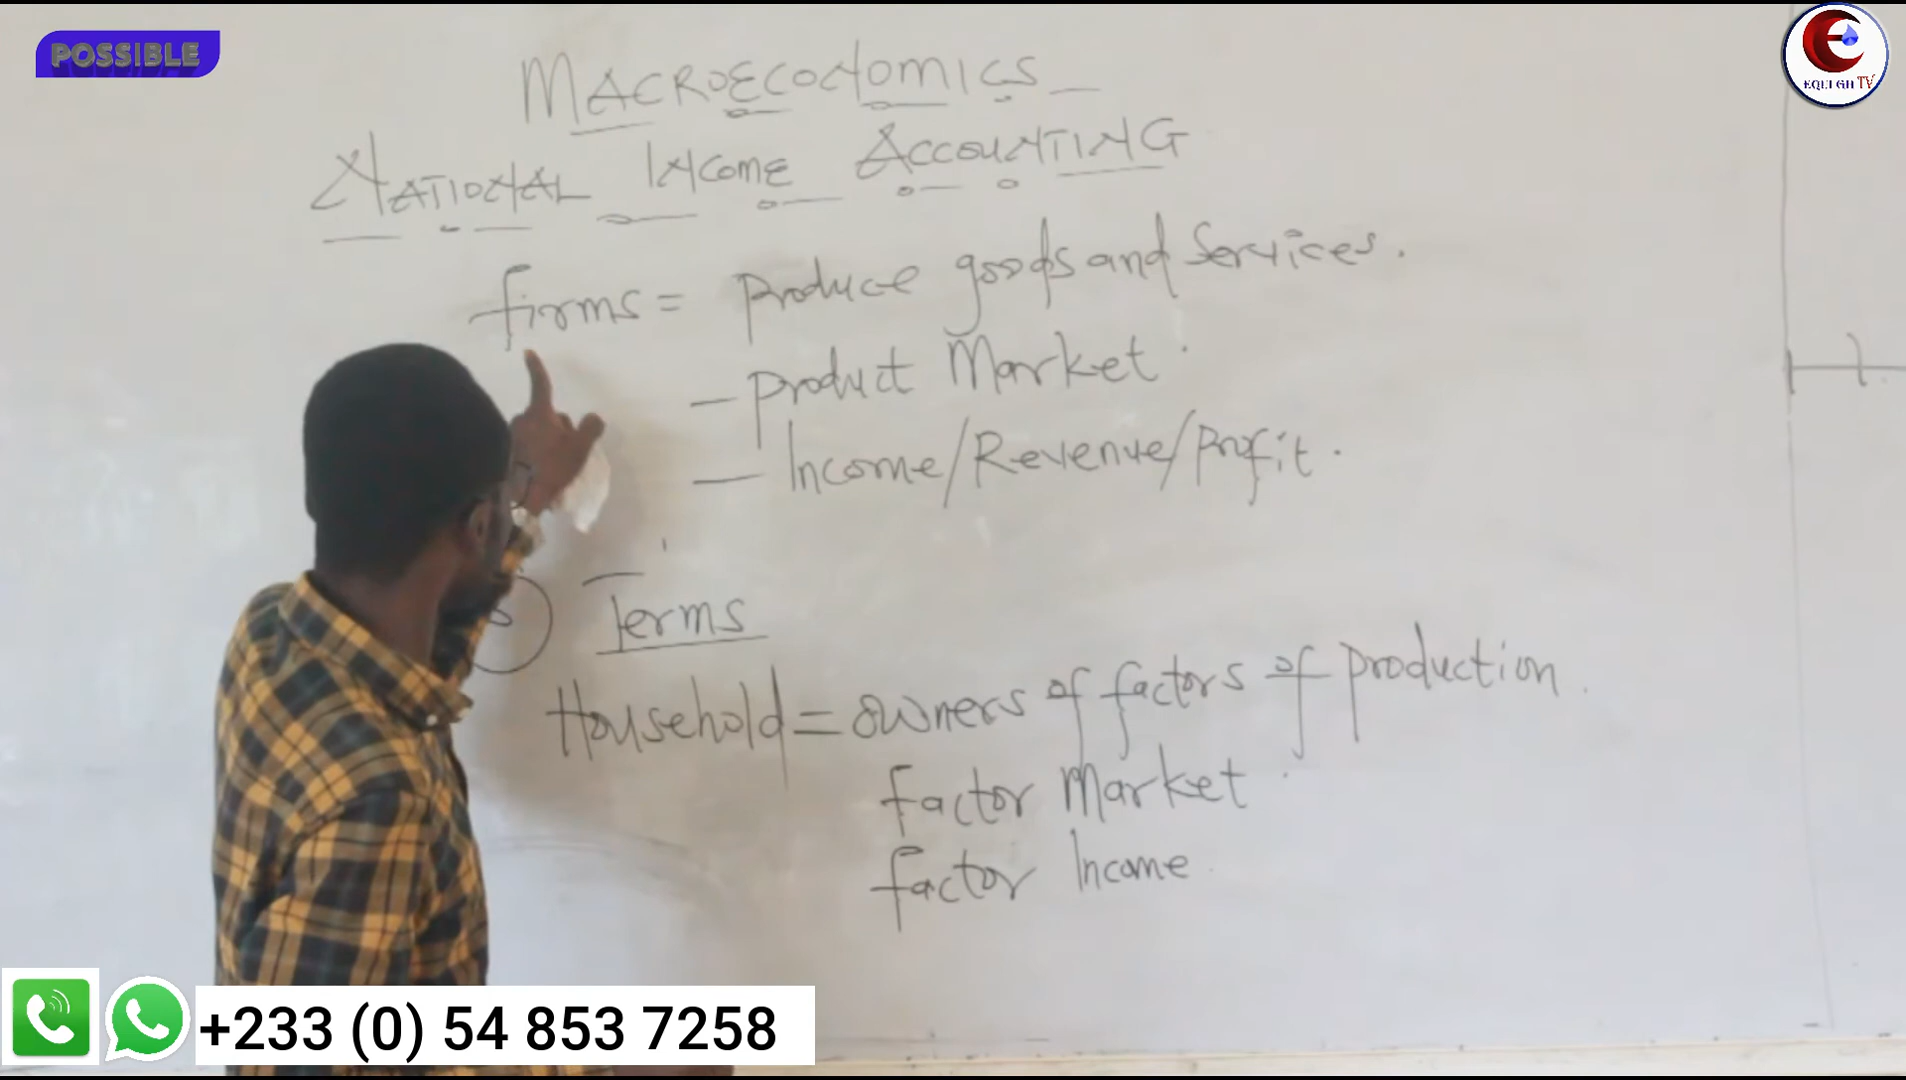 POSSIBLE
EQUI GH TV
MACROECONOMICS
NATIONAL INCOME ACCOUNTING
firms = produce goods and services.
- product Market.
- Income/Revenue/profit.
Terms
Household = owners of factors of production.
factor Market
factor Income
+233 (0) 54 853 7258